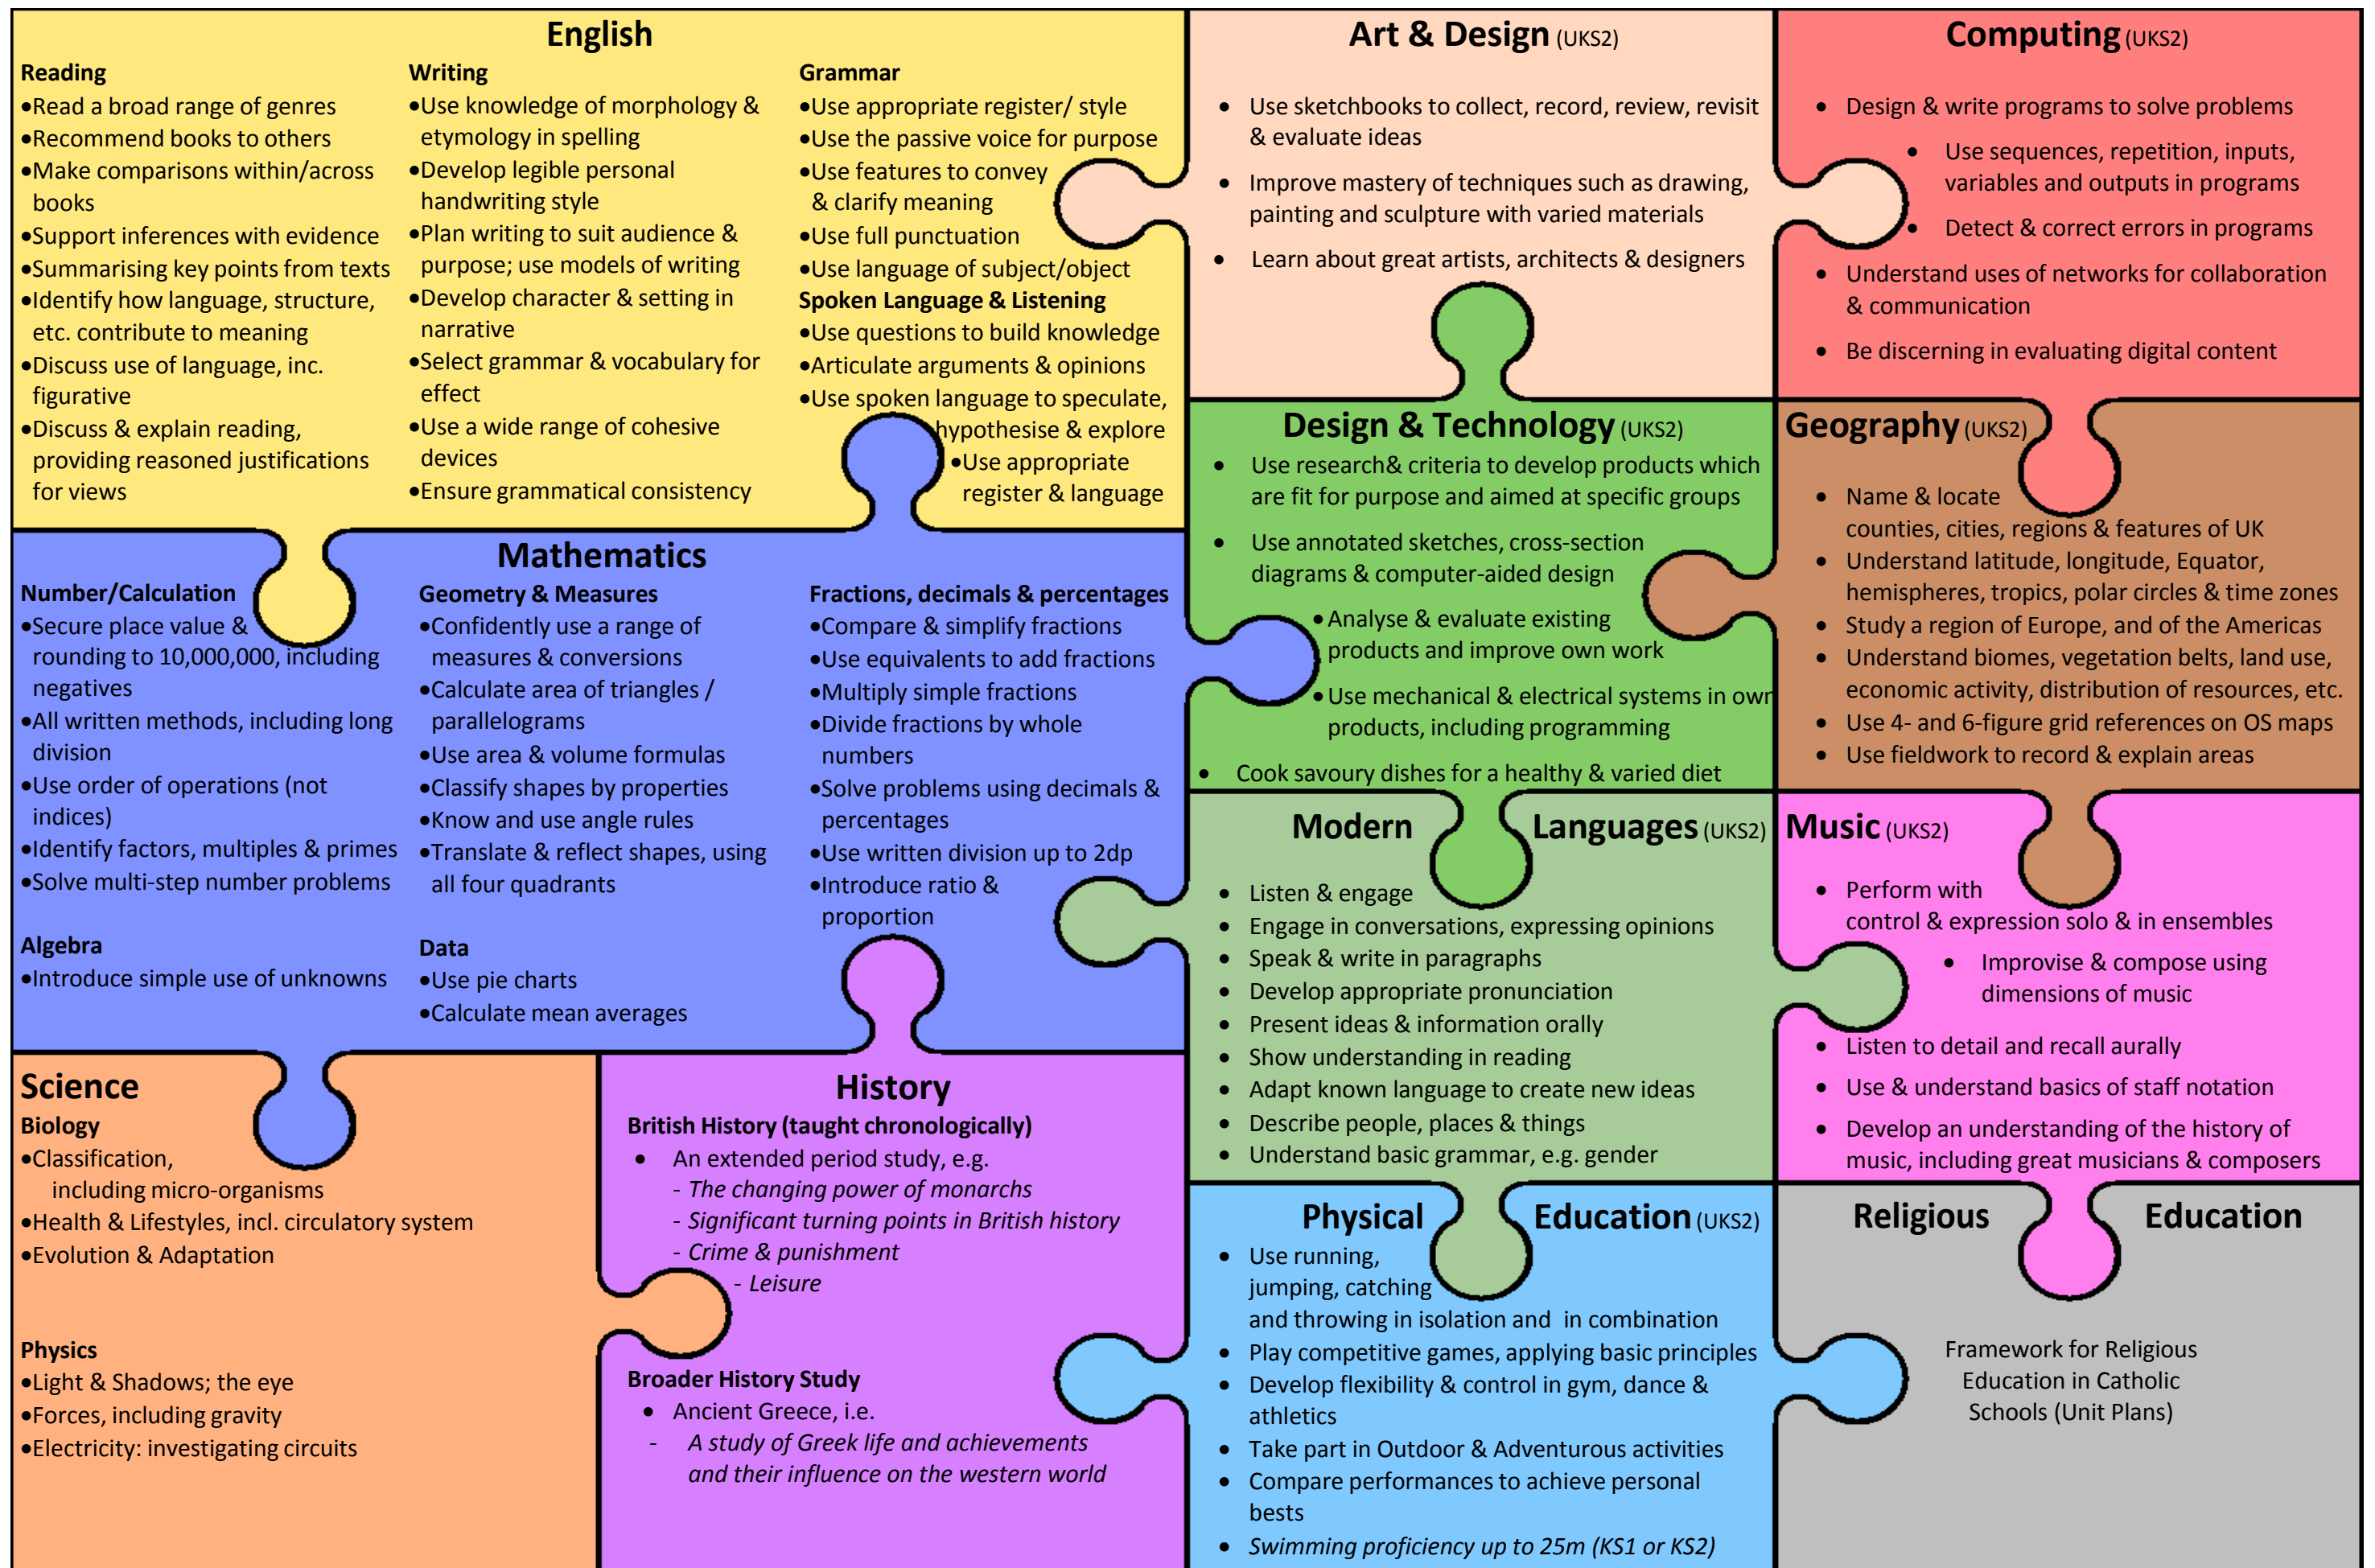 English
Reading
•Read a broad range of genres
•Recommend books to others
•Make comparisons within/across
books
•Support inferences with evidence
•Summarising key points from texts
•Identify how language, structure,
etc. contribute to meaning
•Discuss use of language, inc.
figurative
•Discuss & explain reading,
providing reasoned justifications
for views
Writing
•Use knowledge of morphology &
etymology in spelling
•Develop legible personal
handwriting style
•Plan writing to suit audience &
purpose; use models of writing
•Develop character & setting in
narrative
•Select grammar & vocabulary for
effect
•Use a wide range of cohesive
devices
•Ensure grammatical consistency
Grammar
•Use appropriate register/ style
•Use the passive voice for purpose
•Use features to convey
& clarify meaning
•Use full punctuation
•Use language of subject/object
Spoken Language & Listening
•Use questions to build knowledge
•Articulate arguments & opinions
•Use spoken language to speculate,
hypothesise & explore
•Use appropriate
register & language
Art & Design (UKS2)
• Use sketchbooks to collect, record, review, revisit
& evaluate ideas
• Improve mastery of techniques such as drawing,
painting and sculpture with varied materials
• Learn about great artists, architects & designers
Computing (UKS2)
• Design & write programs to solve problems
• Use sequences, repetition, inputs,
variables and outputs in programs
• Detect & correct errors in programs
• Understand uses of networks for collaboration
& communication
• Be discerning in evaluating digital content
Design & Technology (UKS2)
• Use research& criteria to develop products which
are fit for purpose and aimed at specific groups
• Use annotated sketches, cross-section
diagrams & computer-aided design
• Analyse & evaluate existing
products and improve own work
• Use mechanical & electrical systems in own
products, including programming
• Cook savoury dishes for a healthy & varied diet
Geography (UKS2)
• Name & locate
counties, cities, regions & features of UK
• Understand latitude, longitude, Equator,
hemispheres, tropics, polar circles & time zones
• Study a region of Europe, and of the Americas
• Understand biomes, vegetation belts, land use,
economic activity, distribution of resources, etc.
• Use 4- and 6-figure grid references on OS maps
• Use fieldwork to record & explain areas
Mathematics
Number/Calculation
•Secure place value &
rounding to 10,000,000, including
negatives
•All written methods, including long
division
•Use order of operations (not
indices)
•Identify factors, multiples & primes
•Solve multi-step number problems
Algebra
•Introduce simple use of unknowns
Geometry & Measures
•Confidently use a range of
measures & conversions
•Calculate area of triangles /
parallelograms
•Use area & volume formulas
•Classify shapes by properties
•Know and use angle rules
•Translate & reflect shapes, using
all four quadrants
Data
•Use pie charts
•Calculate mean averages
Fractions, decimals & percentages
•Compare & simplify fractions
•Use equivalents to add fractions
•Multiply simple fractions
•Divide fractions by whole
numbers
•Solve problems using decimals &
percentages
•Use written division up to 2dp
•Introduce ratio &
proportion
Modern Languages (UKS2)
• Listen & engage
• Engage in conversations, expressing opinions
• Speak & write in paragraphs
• Develop appropriate pronunciation
• Present ideas & information orally
• Show understanding in reading
• Adapt known language to create new ideas
• Describe people, places & things
• Understand basic grammar, e.g. gender
Music (UKS2)
• Perform with
control & expression solo & in ensembles
• Improvise & compose using
dimensions of music
• Listen to detail and recall aurally
• Use & understand basics of staff notation
• Develop an understanding of the history of
music, including great musicians & composers
Science
Biology
•Classification,
including micro-organisms
•Health & Lifestyles, incl. circulatory system
•Evolution & Adaptation
Physics
•Light & Shadows; the eye
•Forces, including gravity
•Electricity: investigating circuits
History
British History (taught chronologically)
• An extended period study, e.g.
- The changing power of monarchs
- Significant turning points in British history
- Crime & punishment
- Leisure
Broader History Study
• Ancient Greece, i.e.
- A study of Greek life and achievements
and their influence on the western world
Physical Education (UKS2)
• Use running,
jumping, catching
and throwing in isolation and in combination
• Play competitive games, applying basic principles
• Develop flexibility & control in gym, dance &
athletics
• Take part in Outdoor & Adventurous activities
• Compare performances to achieve personal
bests
• Swimming proficiency up to 25m (KS1 or KS2)
Religious Education
Framework for Religious
Education in Catholic
Schools (Unit Plans)